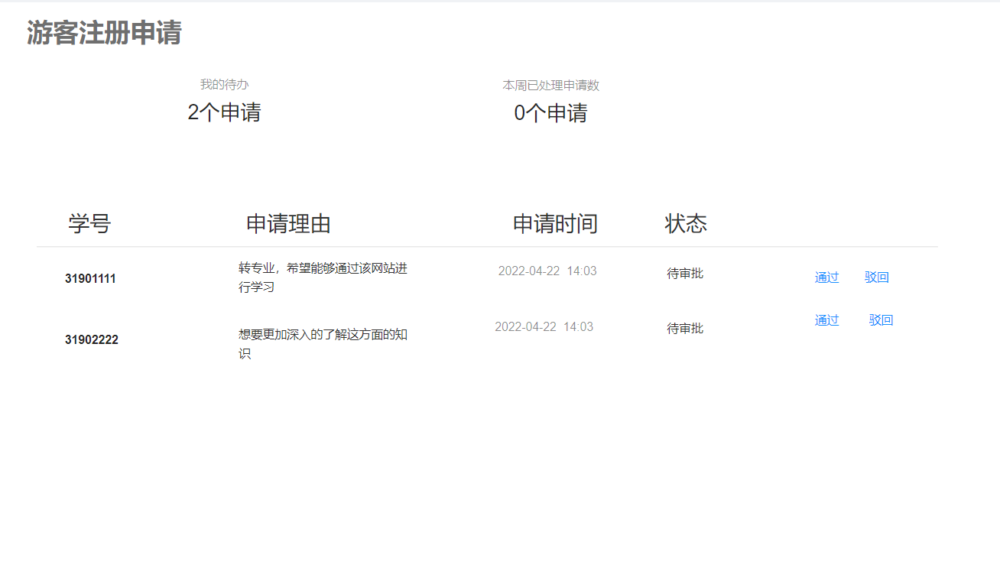 游客注册申请
我的待办
本周已处理申请数
2个申请
0个申请
学号 申请理由 申请时间 状态
31901111
转专业，希望能够通过该网站进
行学习
2022-04-22 14:03
待审批
通过 驳回
31902222
想要更加深入的了解这方面的知
识
2022-04-22 14:03
待审批
通过 驳回